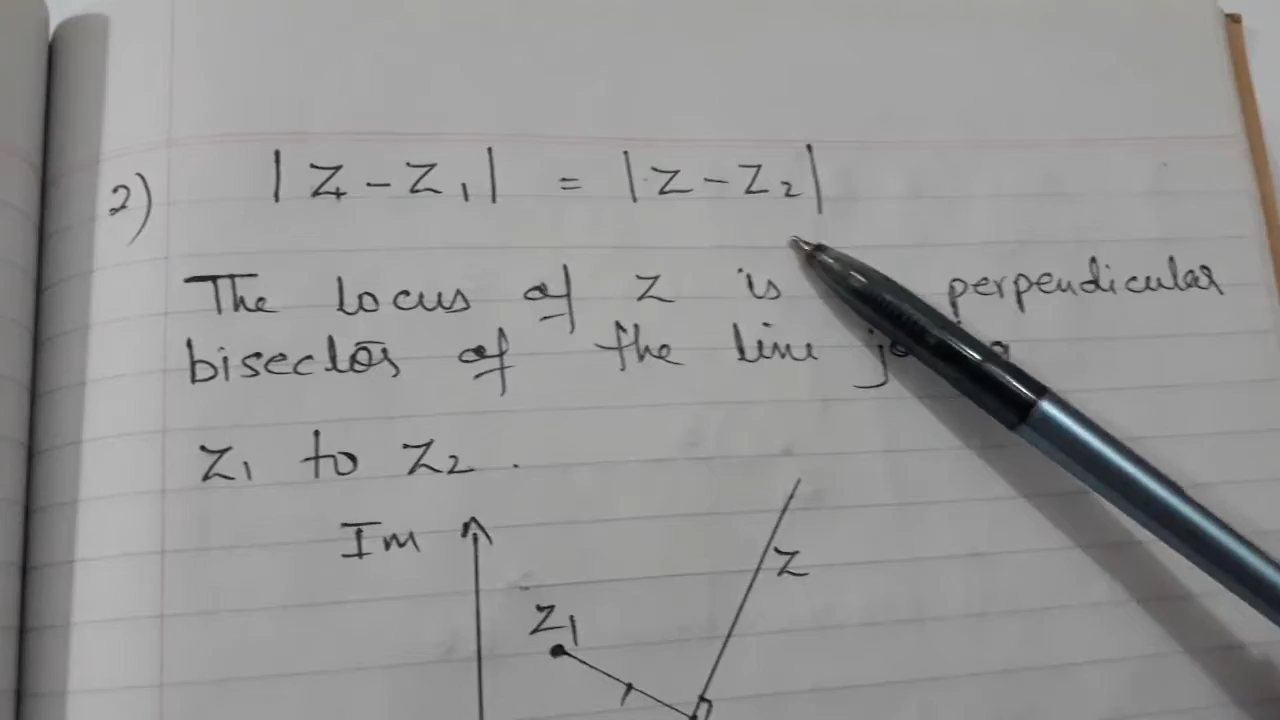 2) |z - z₁| = |z - z₂|
The locus of z is perpendicular
bisector of the line
z₁ to z₂ .
Im
z
z₁